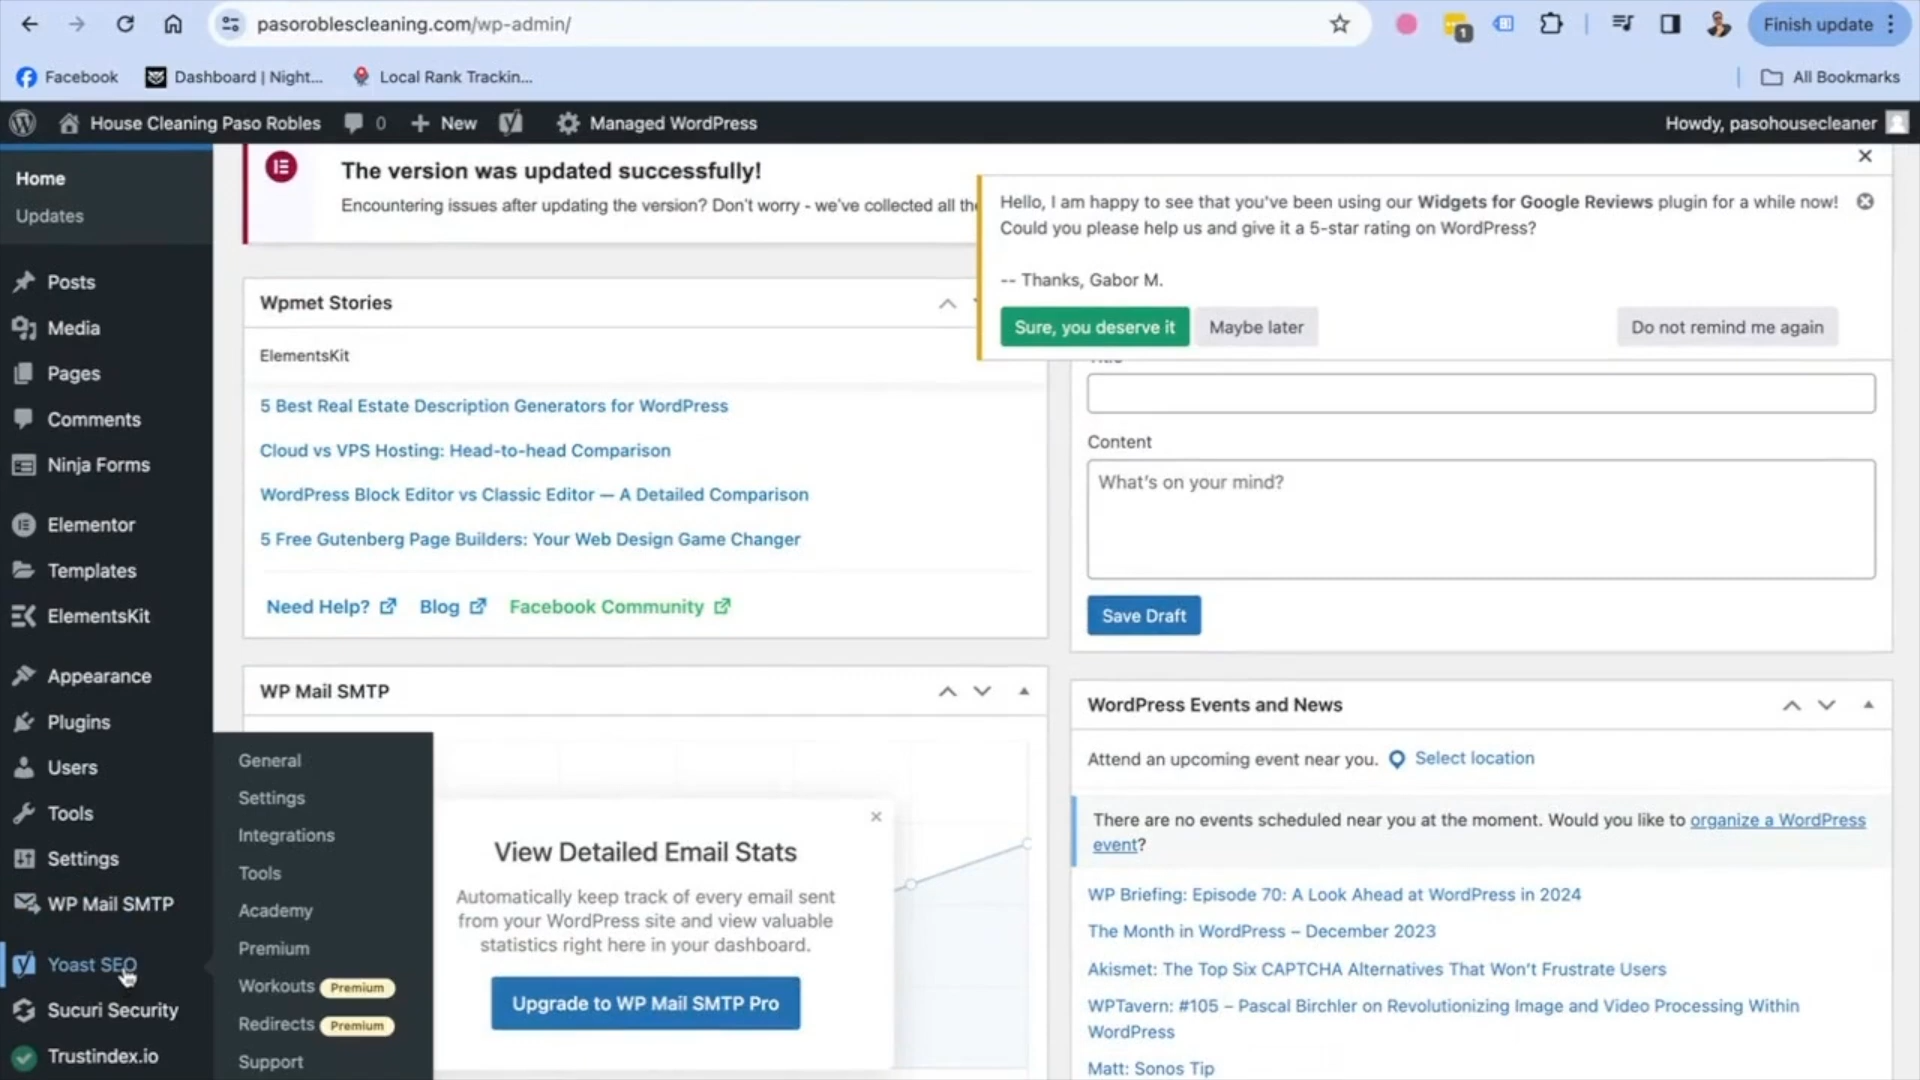 pasoroblescleaning.com/wp-admin/
1
Finish update
Facebook
Dashboard | Night...
Local Rank Trackin...
All Bookmarks
House Cleaning Paso Robles
0
New
Managed WordPress
Howdy, pasohousecleaner
Home
Updates
Posts
Media
Pages
Comments
Ninja Forms
Elementor
Templates
ElementsKit
Appearance
Plugins
Users
Tools
Settings
WP Mail SMTP
Yoast SEO
Sucuri Security
Trustindex.io
General
Settings
Integrations
Tools
Academy
Premium
Workouts Premium
Redirects Premium
Support
The version was updated successfully!
Encountering issues after updating the version? Don't worry - we've collected all
Hello, I am happy to see that you've been using our Widgets for Google Reviews plugin for a while now!
Could you please help us and give it a 5-star rating on WordPress?
-- Thanks, Gabor M.
Sure, you deserve it
Maybe later
Do not remind me again
Wpmet Stories
ElementsKit
5 Best Real Estate Description Generators for WordPress
Cloud vs VPS Hosting: Head-to-head Comparison
WordPress Block Editor vs Classic Editor — A Detailed Comparison
5 Free Gutenberg Page Builders: Your Web Design Game Changer
Need Help?
Blog
Facebook Community
Content
What's on your mind?
Save Draft
WP Mail SMTP
View Detailed Email Stats
Automatically keep track of every email sent
from your WordPress site and view valuable
statistics right here in your dashboard.
Upgrade to WP Mail SMTP Pro
WordPress Events and News
Attend an upcoming event near you.
Select location
There are no events scheduled near you at the moment. Would you like to organize a WordPress
event?
WP Briefing: Episode 70: A Look Ahead at WordPress in 2024
The Month in WordPress – December 2023
Akismet: The Top Six CAPTCHA Alternatives That Won't Frustrate Users
WPTavern: #105 – Pascal Birchler on Revolutionizing Image and Video Processing Within
WordPress
Matt: Sonos Tip